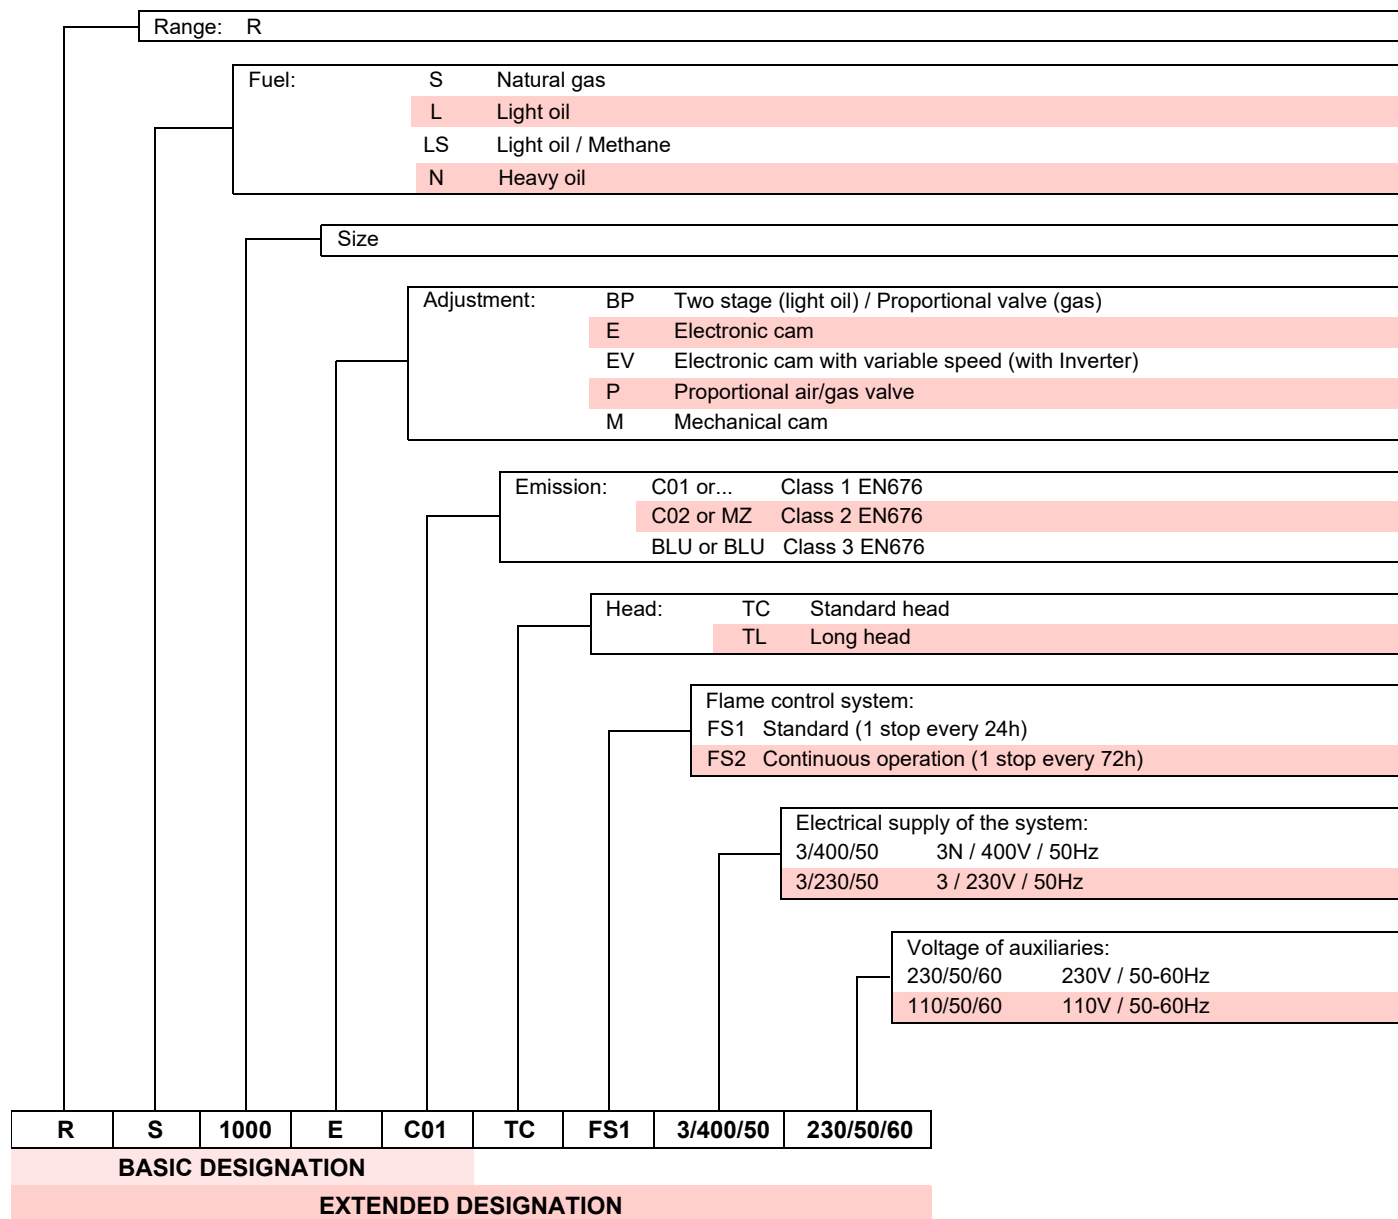 Range: R
Fuel: S Natural gas
L Light oil
LS Light oil / Methane
N Heavy oil
Size
Adjustment: BP Two stage (light oil) / Proportional valve (gas)
E Electronic cam
EV Electronic cam with variable speed (with Inverter)
P Proportional air/gas valve
M Mechanical cam
Emission: C01 or... Class 1 EN676
C02 or MZ Class 2 EN676
BLU or BLU Class 3 EN676
Head: TC Standard head
TL Long head
Flame control system:
FS1 Standard (1 stop every 24h)
FS2 Continuous operation (1 stop every 72h)
Electrical supply of the system:
3/400/50 3N / 400V / 50Hz
3/230/50 3 / 230V / 50Hz
Voltage of auxiliaries:
230/50/60 230V / 50-60Hz
110/50/60 110V / 50-60Hz
R S 1000 E C01 TC FS1 3/400/50 230/50/60
BASIC DESIGNATION
EXTENDED DESIGNATION